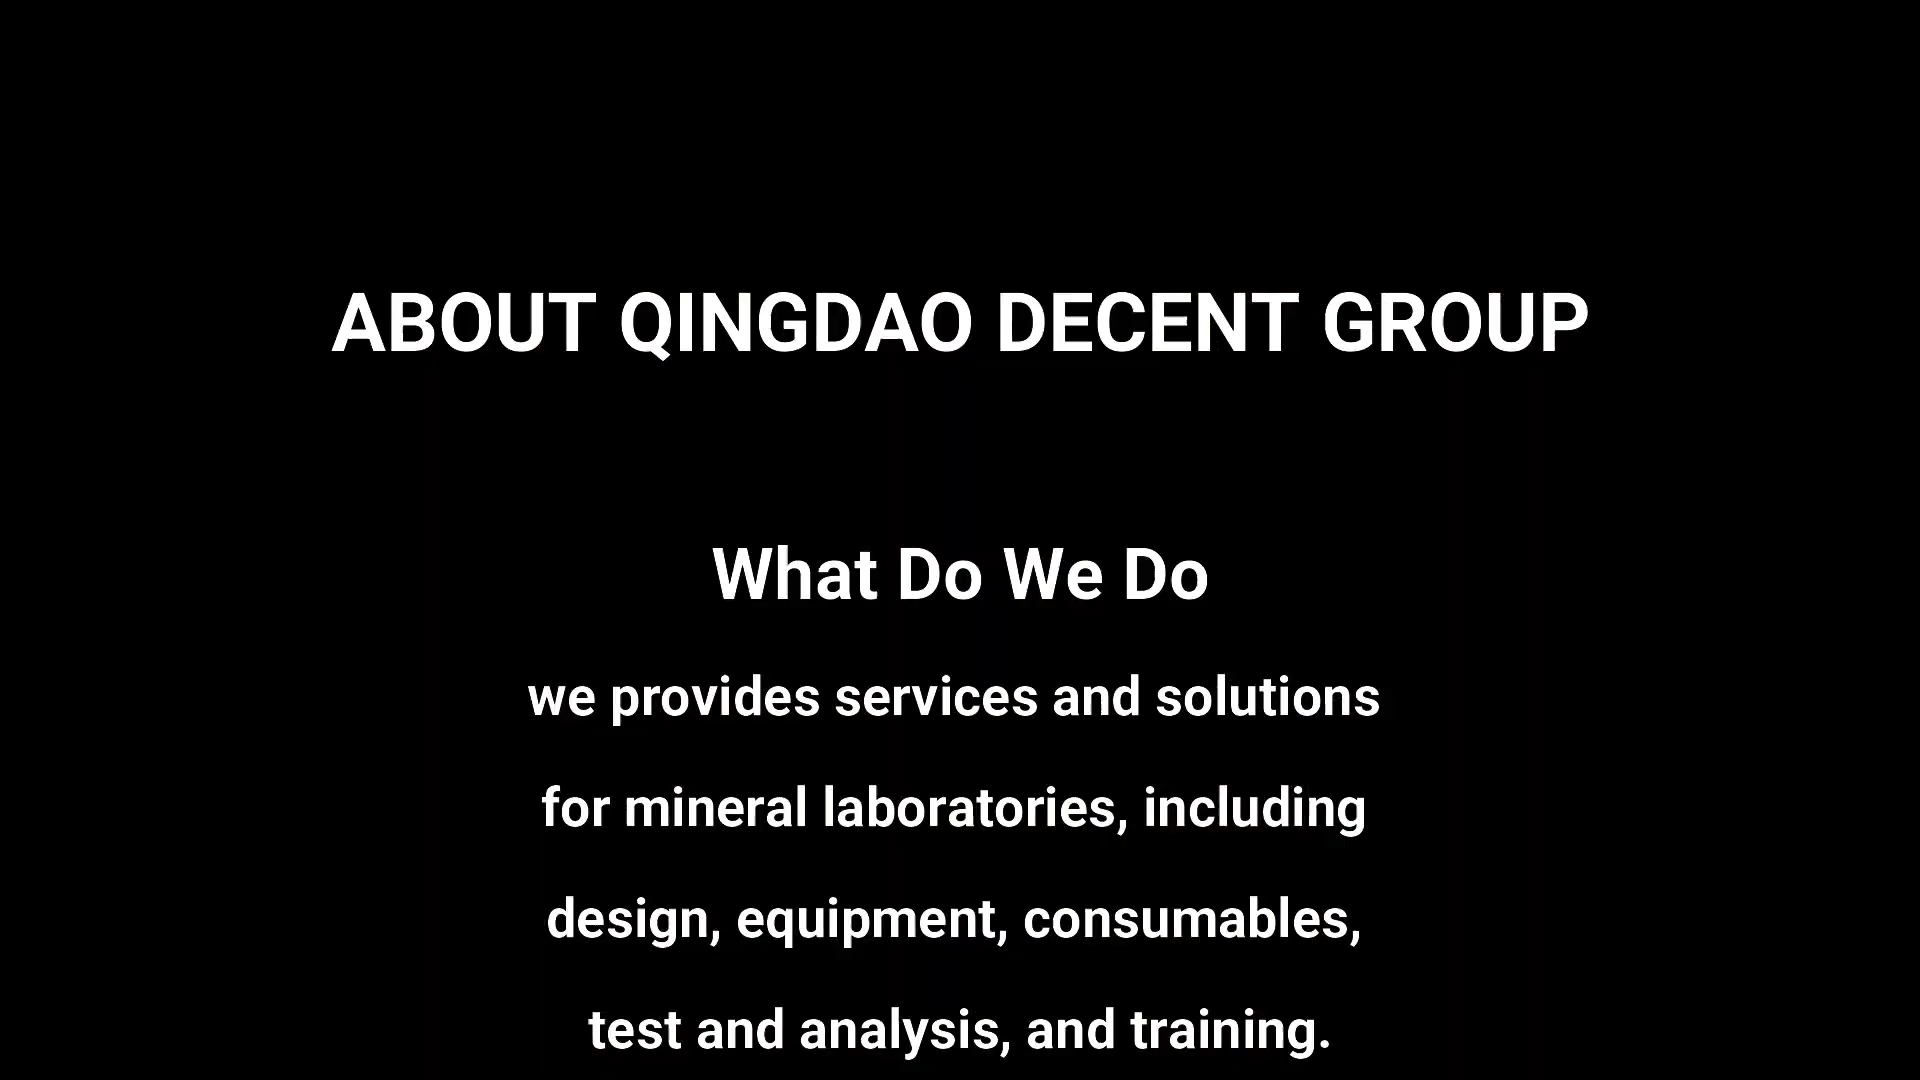 ABOUT QINGDAO DECENT GROUP
What Do We Do
we provides services and solutions
for mineral laboratories, including
design, equipment, consumables,
test and analysis, and training.